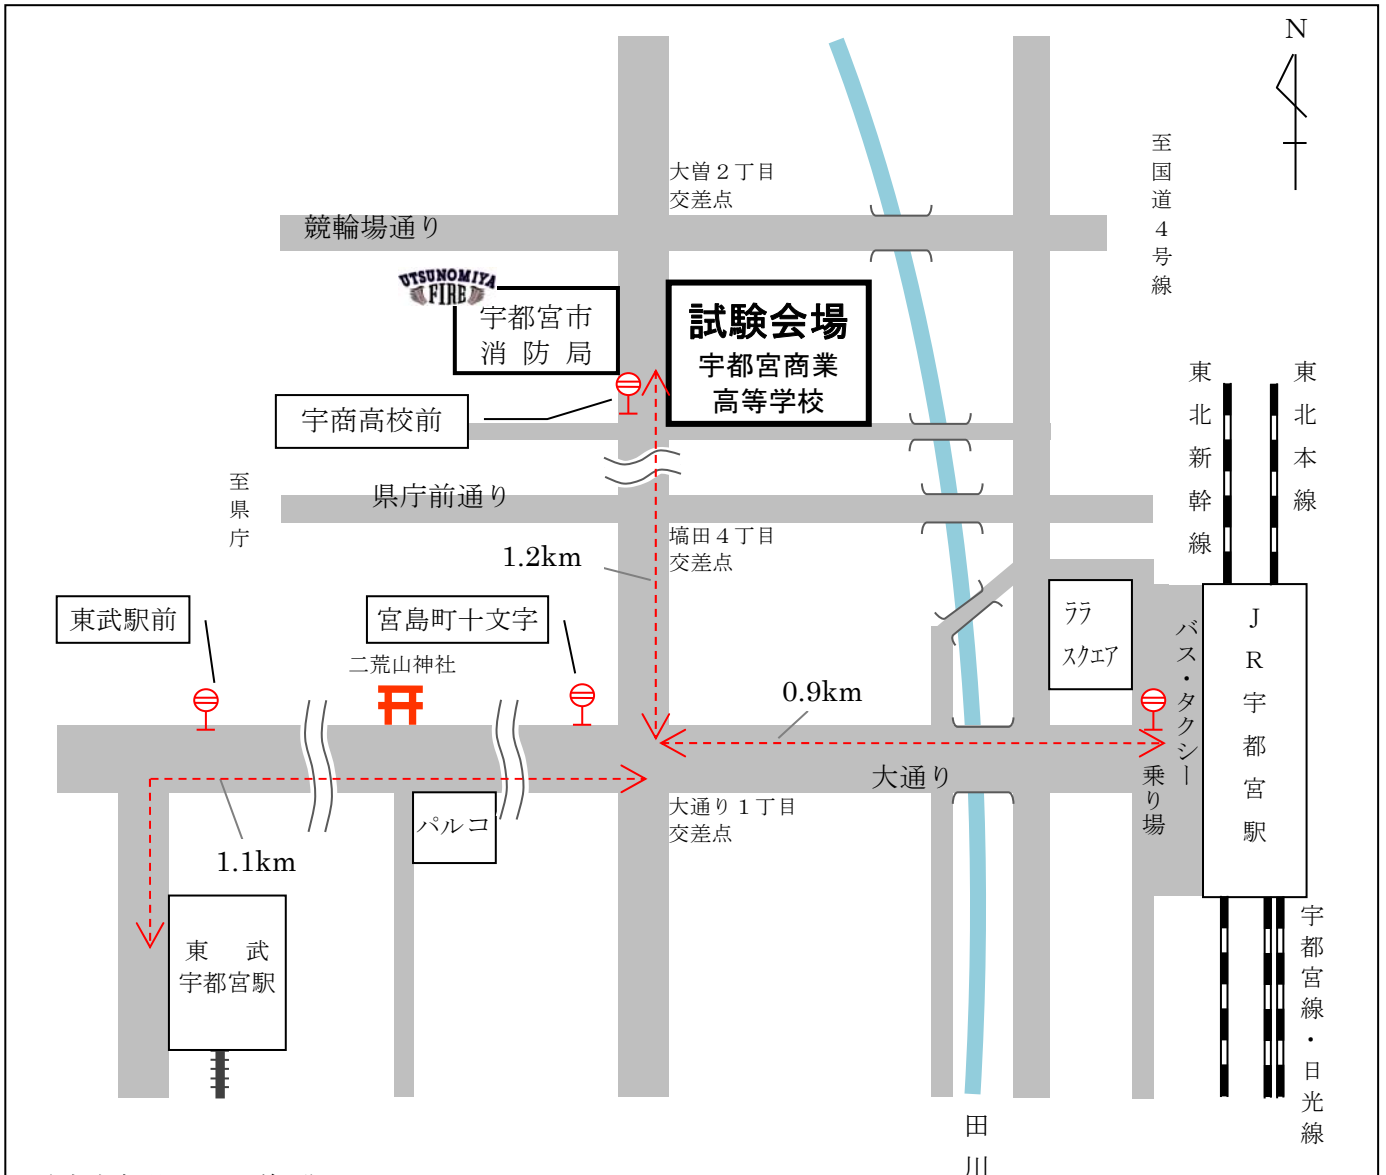 N
至国道４号線
大曽２丁目
交差点
競輪場通り
UTSUNOMIYA
FIRE
宇都宮市
消防局
試験会場
宇都宮商業
高等学校
東北新幹線
東北本線
宇商高校前
至県庁
県庁前通り
塙田４丁目
交差点
1.2km
東武駅前
宮島町十文字
二荒山神社
ララ
スクエア
バス・タクシー
乗り場
ＪＲ宇都宮駅
0.9km
大通り
パルコ
大通り１丁目
交差点
1.1km
東　武
宇都宮駅
宇都宮線・日光線
田川